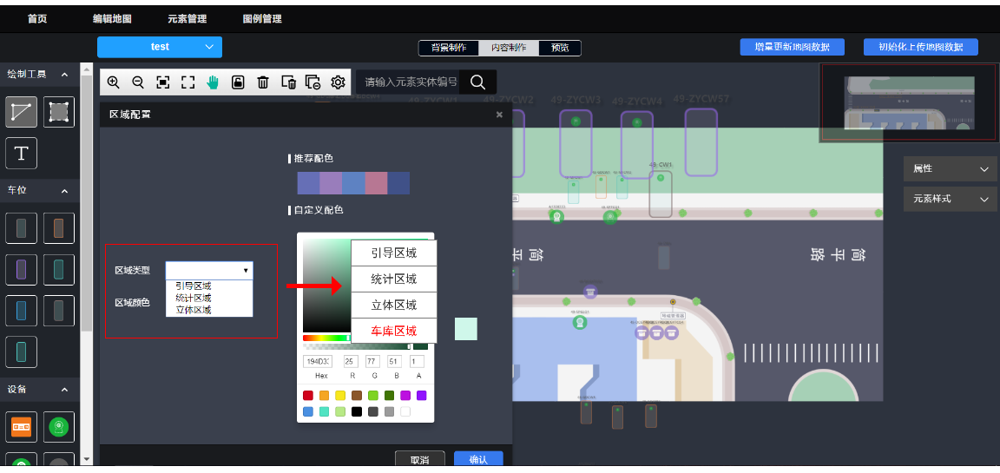 首页 编辑地图 元素管理 图例管理
test 背景制作 内容制作 预览 增量更新地图数据 初始化上传地图数据
绘制工具
请输入元素实体编号
49-ZYCW1 49-ZYCW2 49-ZYCW3 49-ZYCW4 49-ZYCW57
区域配置 ×
推荐配色
49-CW1
属性
T
车位
元素样式
自定义配色
引导区域
统计区域
立体区域
车库区域
简平路
简平
区域类型
引导区域
统计区域
立体区域
区域颜色
194D33 25 77 51 1
Hex R G B A
设备
取消 确认